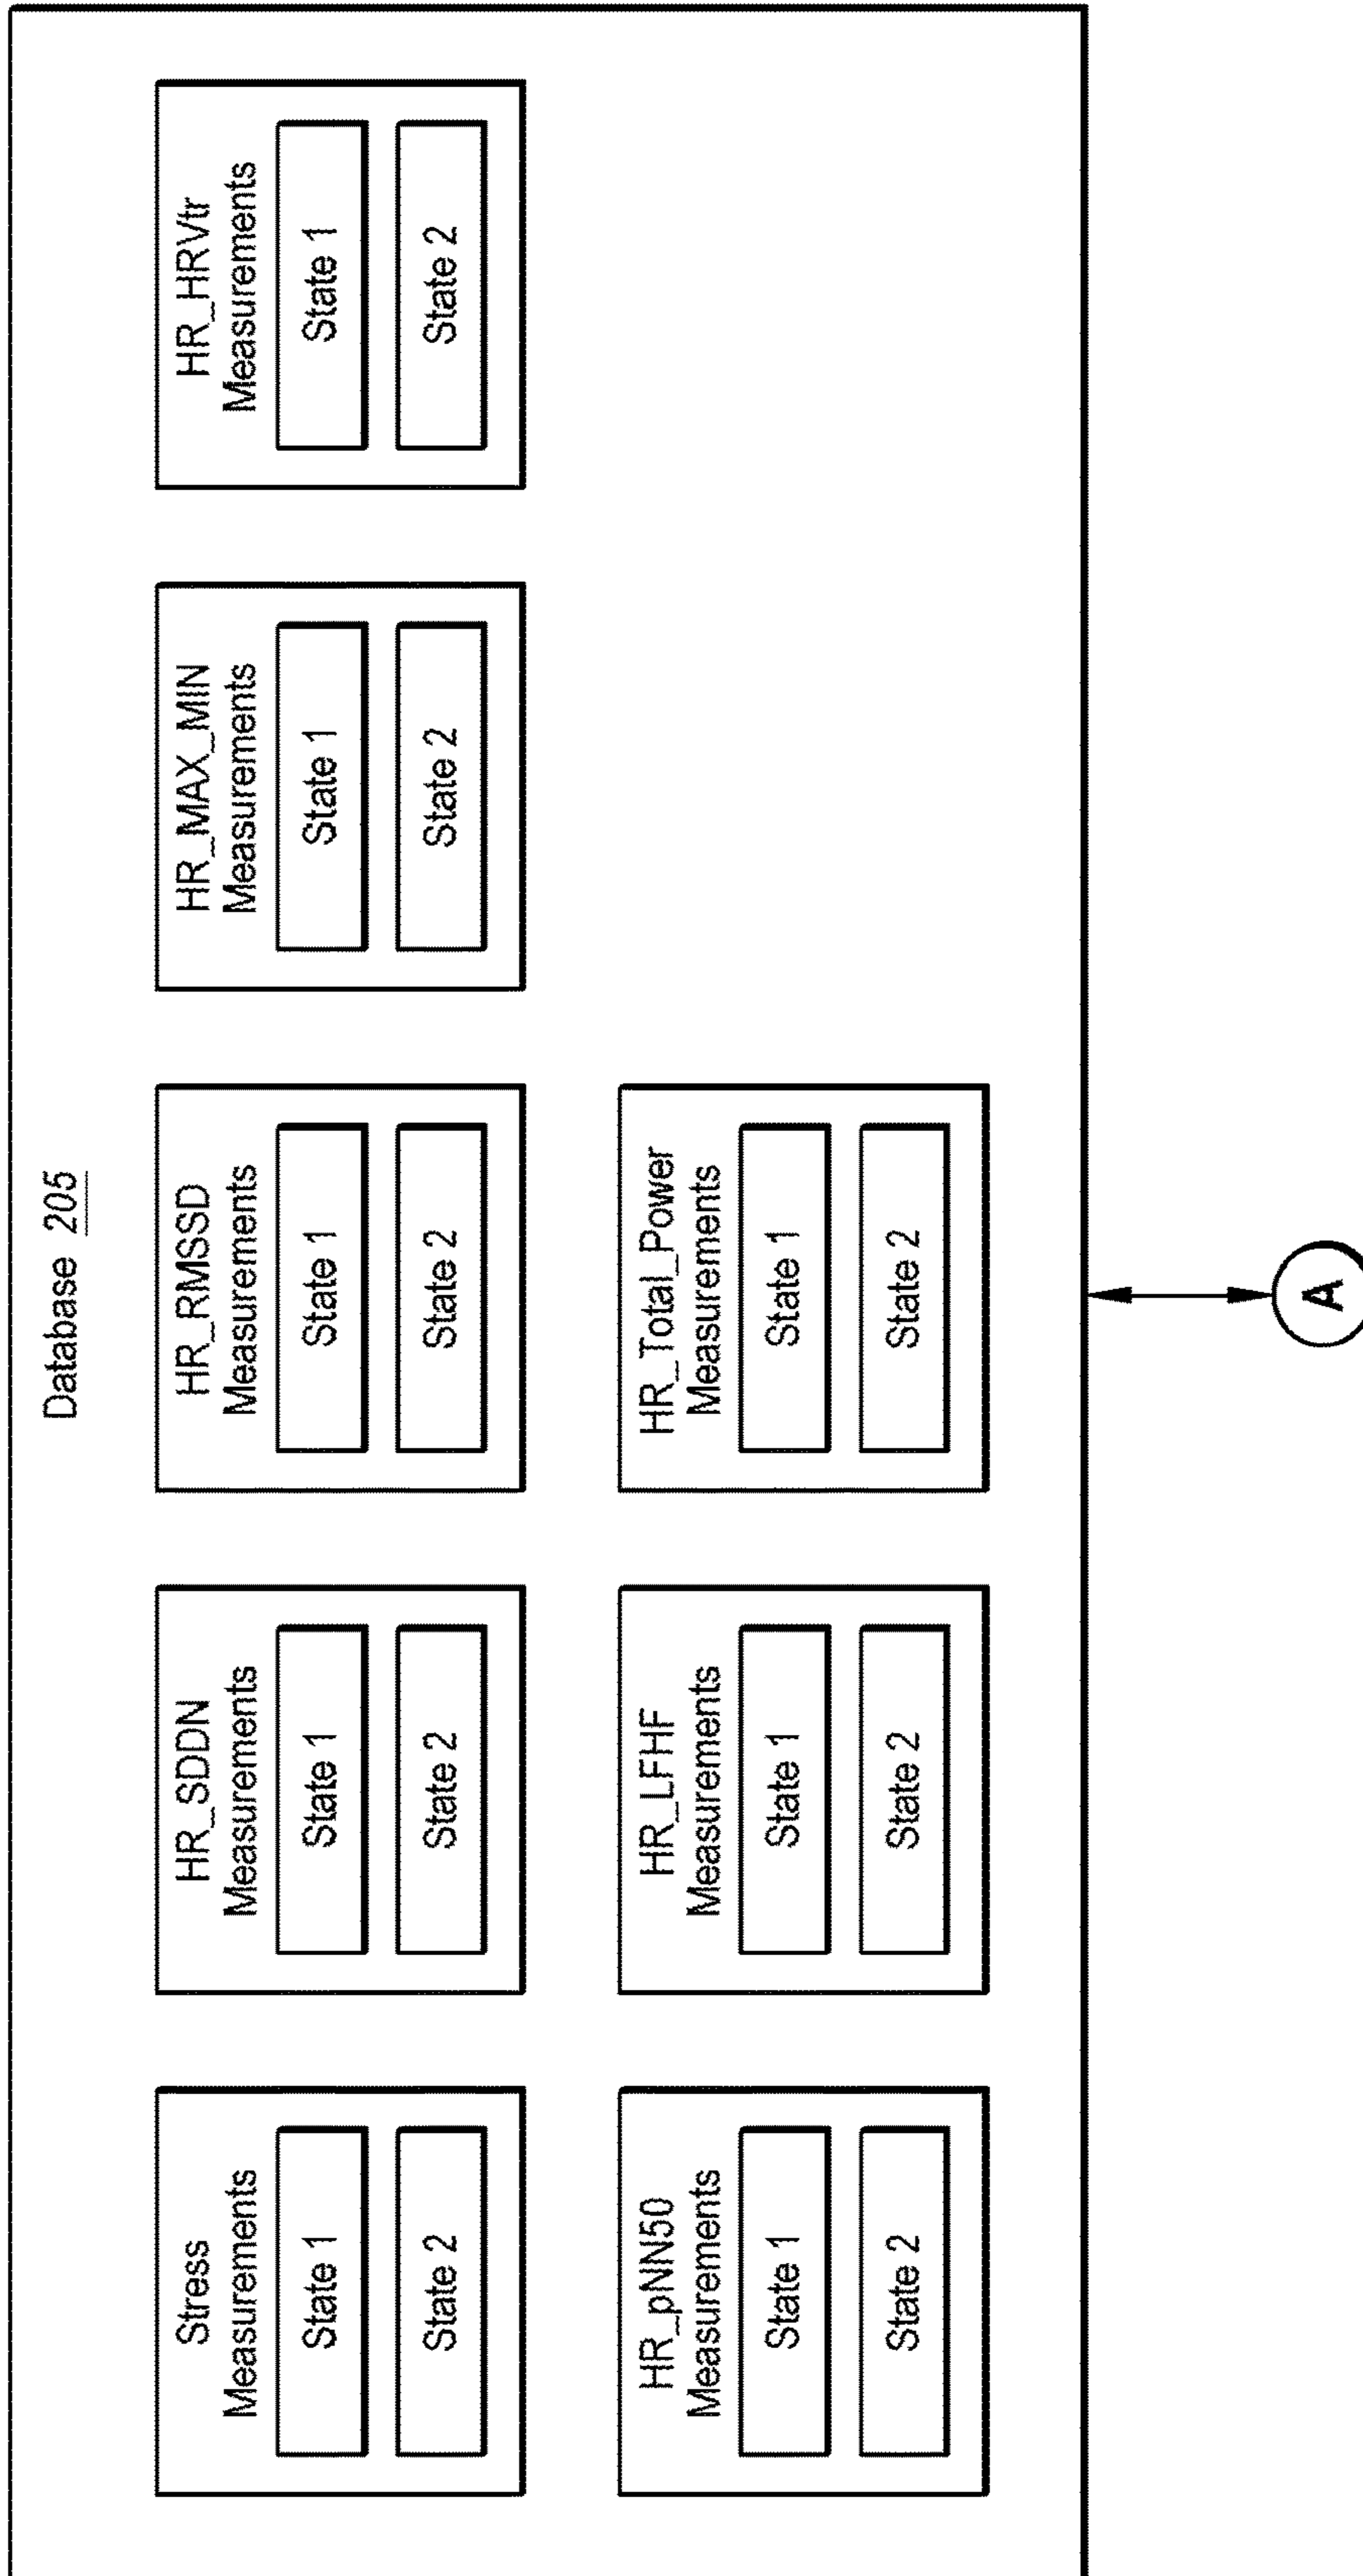 Database 205
Stress
Measurements
State 1
State 2
HR_SDDN
Measurements
State 1
State 2
HR_RMSSD
Measurements
State 1
State 2
HR_MAX_MIN
Measurements
State 1
State 2
HR_HRVtr
Measurements
State 1
State 2
HR_pNN50
Measurements
State 1
State 2
HR_LFHF
Measurements
State 1
State 2
HR_Total_Power
Measurements
State 1
State 2
A